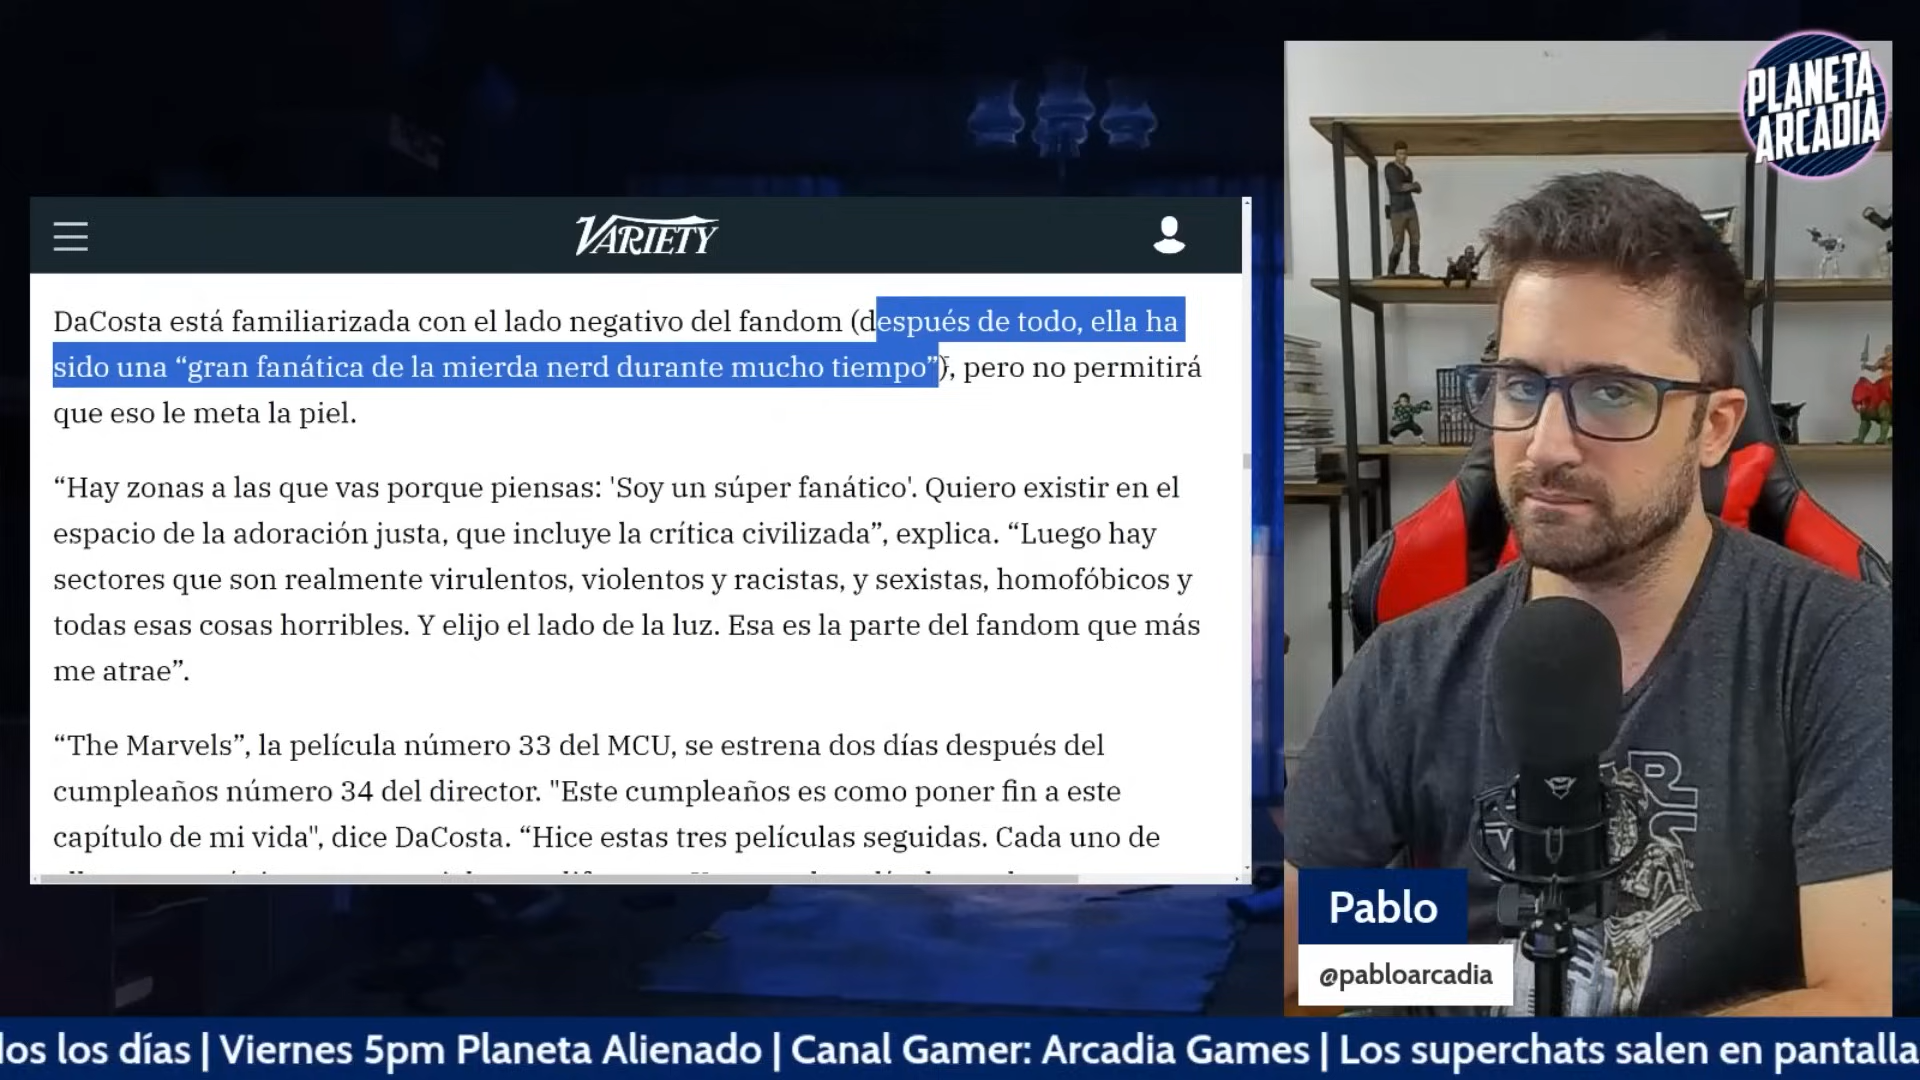 PLANETA
ARCADIA
VARIETY
DaCosta está familiarizada con el lado negativo del fandom (después de todo, ella ha
sido una “gran fanática de la mierda nerd durante mucho tiempo”), pero no permitirá
que eso le meta la piel.
“Hay zonas a las que vas porque piensas: 'Soy un súper fanático'. Quiero existir en el
espacio de la adoración justa, que incluye la crítica civilizada”, explica. “Luego hay
sectores que son realmente virulentos, violentos y racistas, y sexistas, homofóbicos y
todas esas cosas horribles. Y elijo el lado de la luz. Esa es la parte del fandom que más
me atrae”.
“The Marvels”, la película número 33 del MCU, se estrena dos días después del
cumpleaños número 34 del director. "Este cumpleaños es como poner fin a este
capítulo de mi vida", dice DaCosta. “Hice estas tres películas seguidas. Cada uno de
Pablo
@pabloarcadia
los los días | Viernes 5pm Planeta Alienado | Canal Gamer: Arcadia Games | Los superchats salen en pantalla